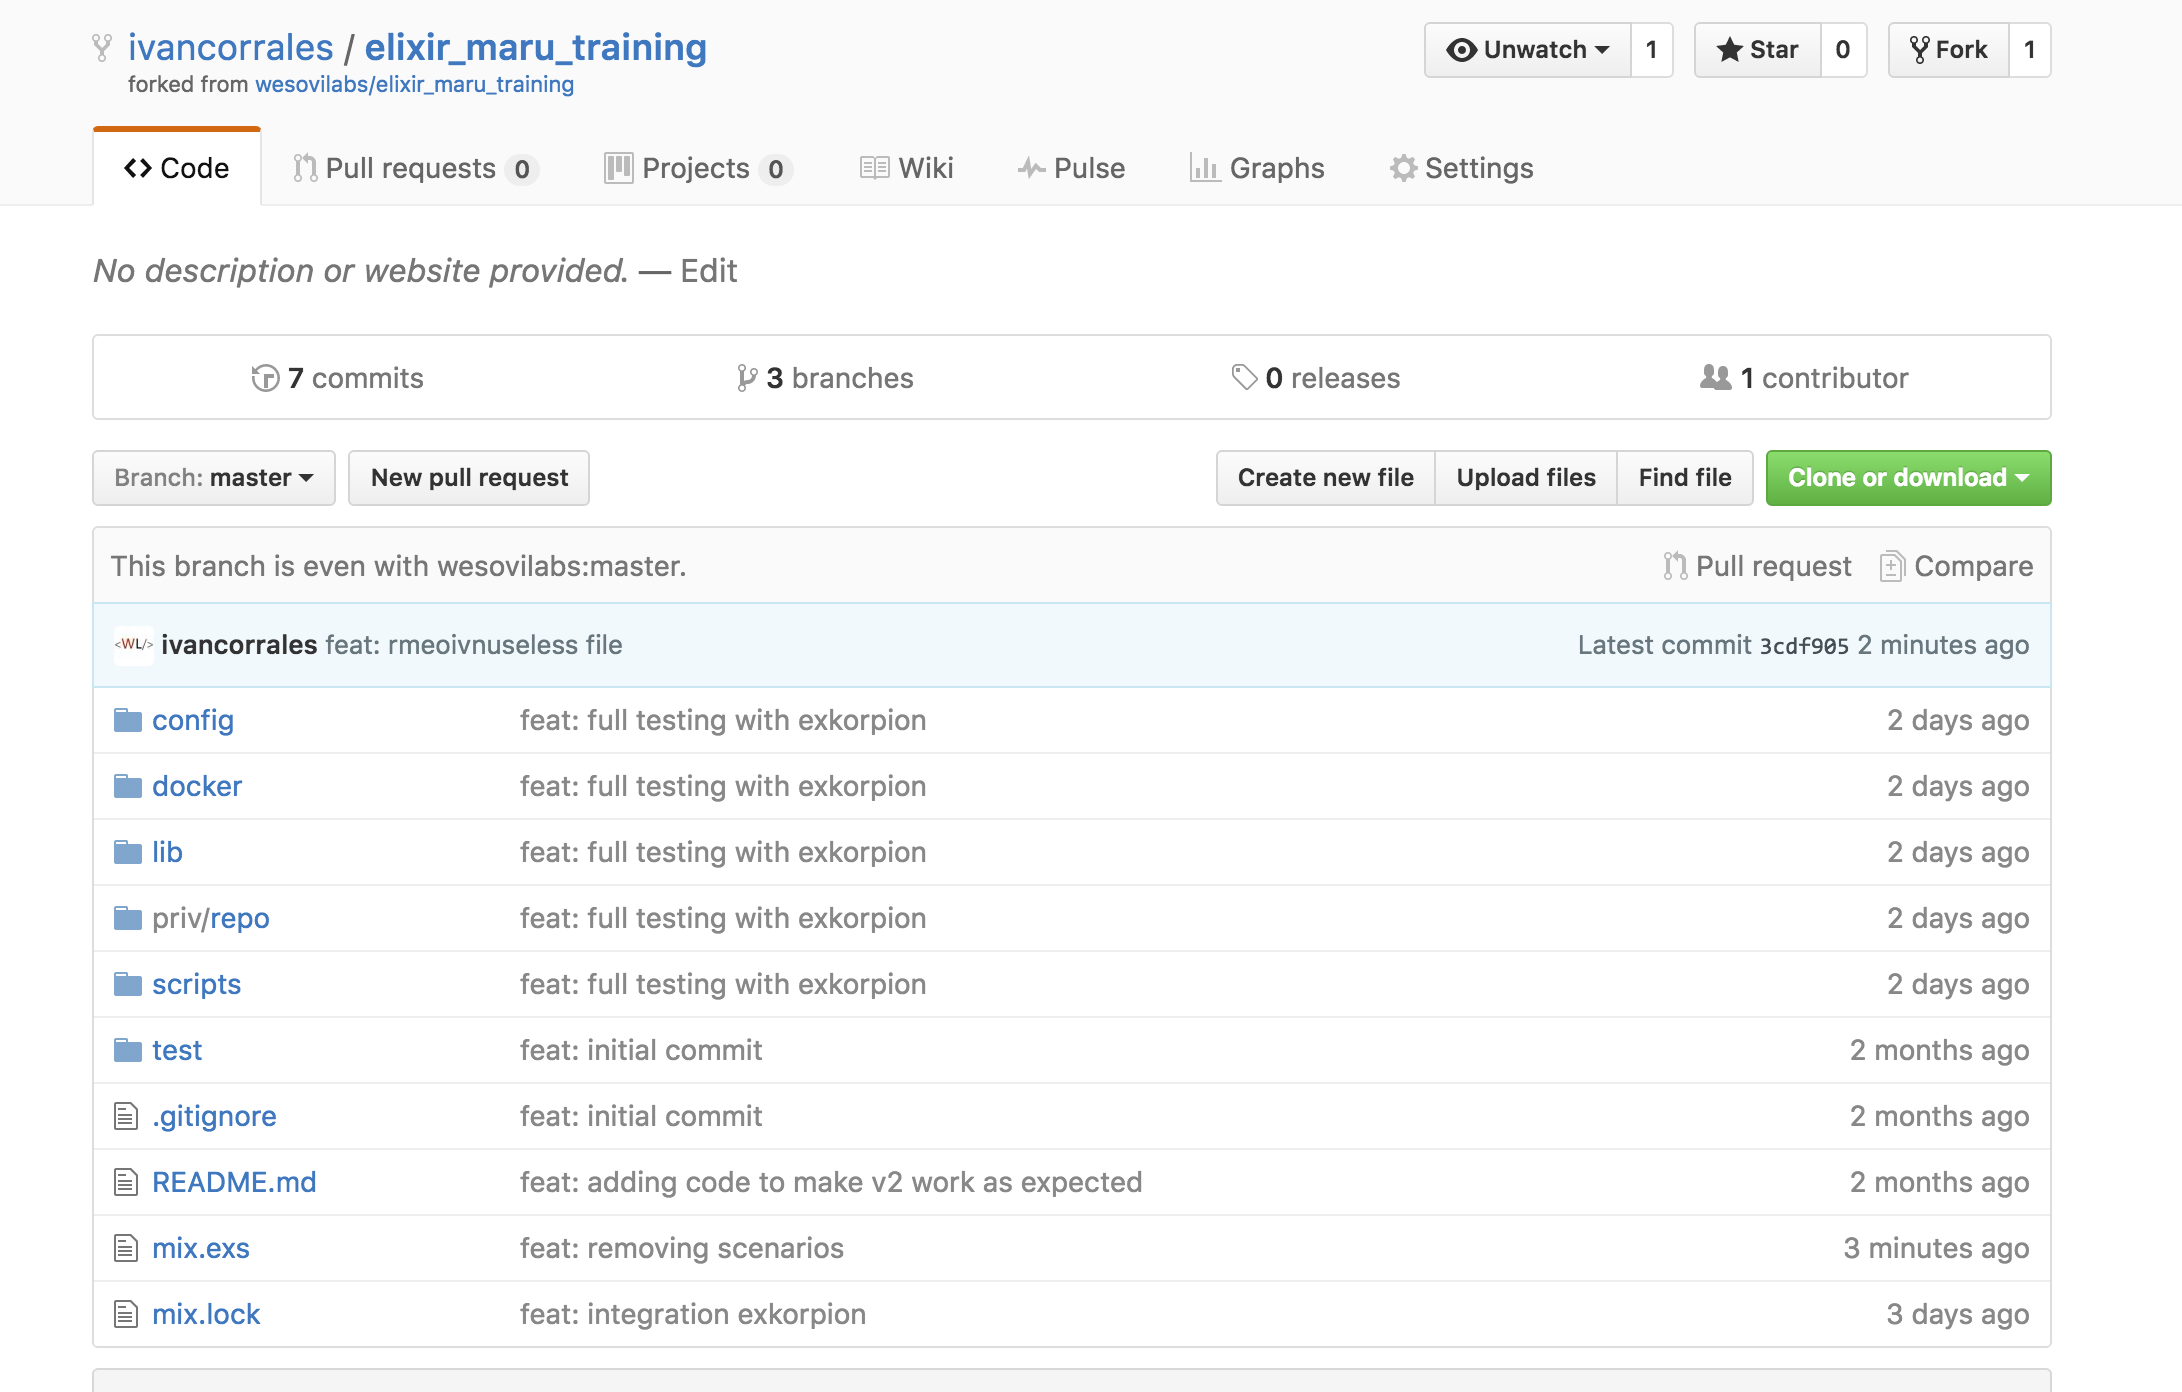 ivancorrales / elixir_maru_training
Unwatch 1 Star 0 Fork 1
forked from wesovilabs/elixir_maru_training
Code Pull requests 0 Projects 0 Wiki Pulse Graphs Settings
No description or website provided. — Edit
7 commits 3 branches 0 releases 1 contributor
Branch: master New pull request Create new file Upload files Find file Clone or download
This branch is even with wesovilabs:master. Pull request Compare
<WL/> ivancorrales feat: rmeoivnuseless file Latest commit 3cdf905 2 minutes ago
config feat: full testing with exkorpion 2 days ago
docker feat: full testing with exkorpion 2 days ago
lib feat: full testing with exkorpion 2 days ago
priv/repo feat: full testing with exkorpion 2 days ago
scripts feat: full testing with exkorpion 2 days ago
test feat: initial commit 2 months ago
.gitignore feat: initial commit 2 months ago
README.md feat: adding code to make v2 work as expected 2 months ago
mix.exs feat: removing scenarios 3 minutes ago
mix.lock feat: integration exkorpion 3 days ago